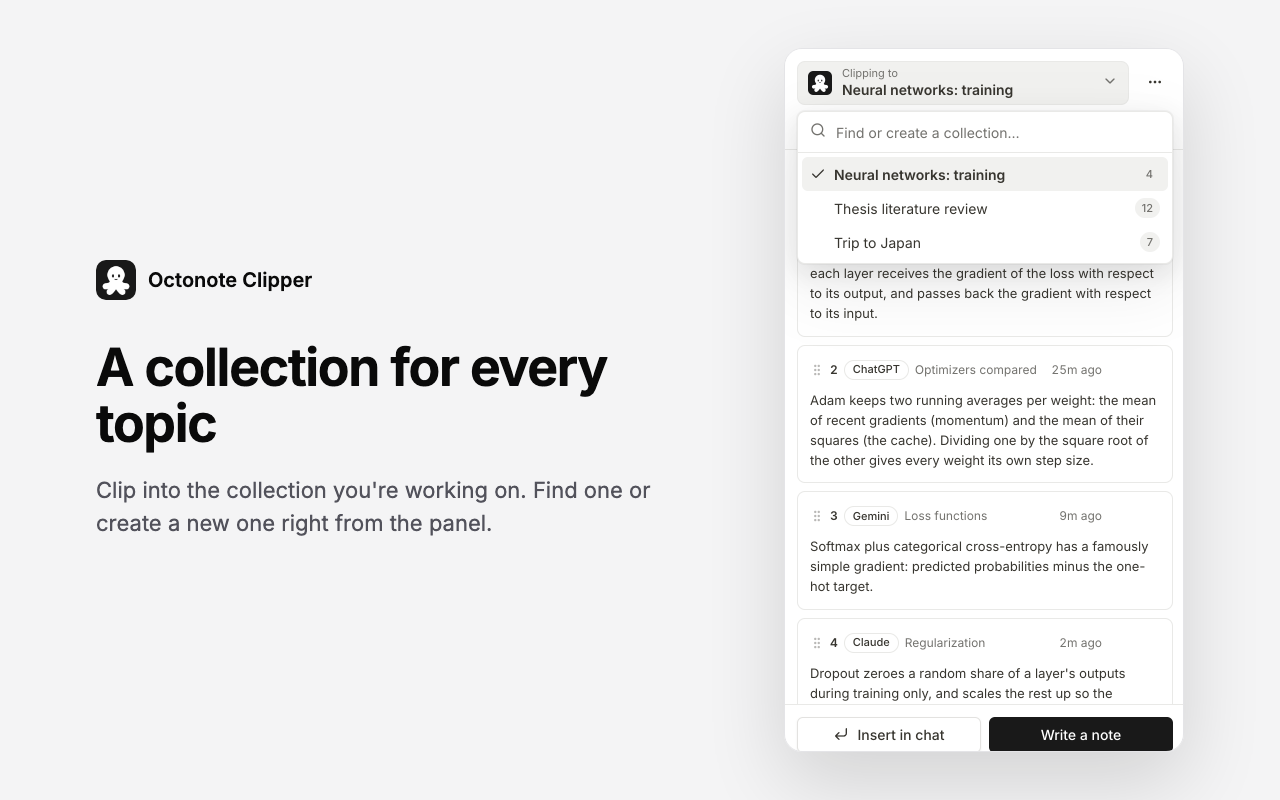 Octonote Clipper
A collection for every
topic
Clip into the collection you're working on. Find one or
create a new one right from the panel.
Clipping to
Neural networks: training
Find or create a collection...
Neural networks: training 4
Thesis literature review 12
Trip to Japan 7
each layer receives the gradient of the loss with respect
to its output, and passes back the gradient with respect
to its input.
2 ChatGPT Optimizers compared 25m ago
Adam keeps two running averages per weight: the mean
of recent gradients (momentum) and the mean of their
squares (the cache). Dividing one by the square root of
the other gives every weight its own step size.
3 Gemini Loss functions 9m ago
Softmax plus categorical cross-entropy has a famously
simple gradient: predicted probabilities minus the one-
hot target.
4 Claude Regularization 2m ago
Dropout zeroes a random share of a layer's outputs
during training only, and scales the rest up so the
Insert in chat
Write a note